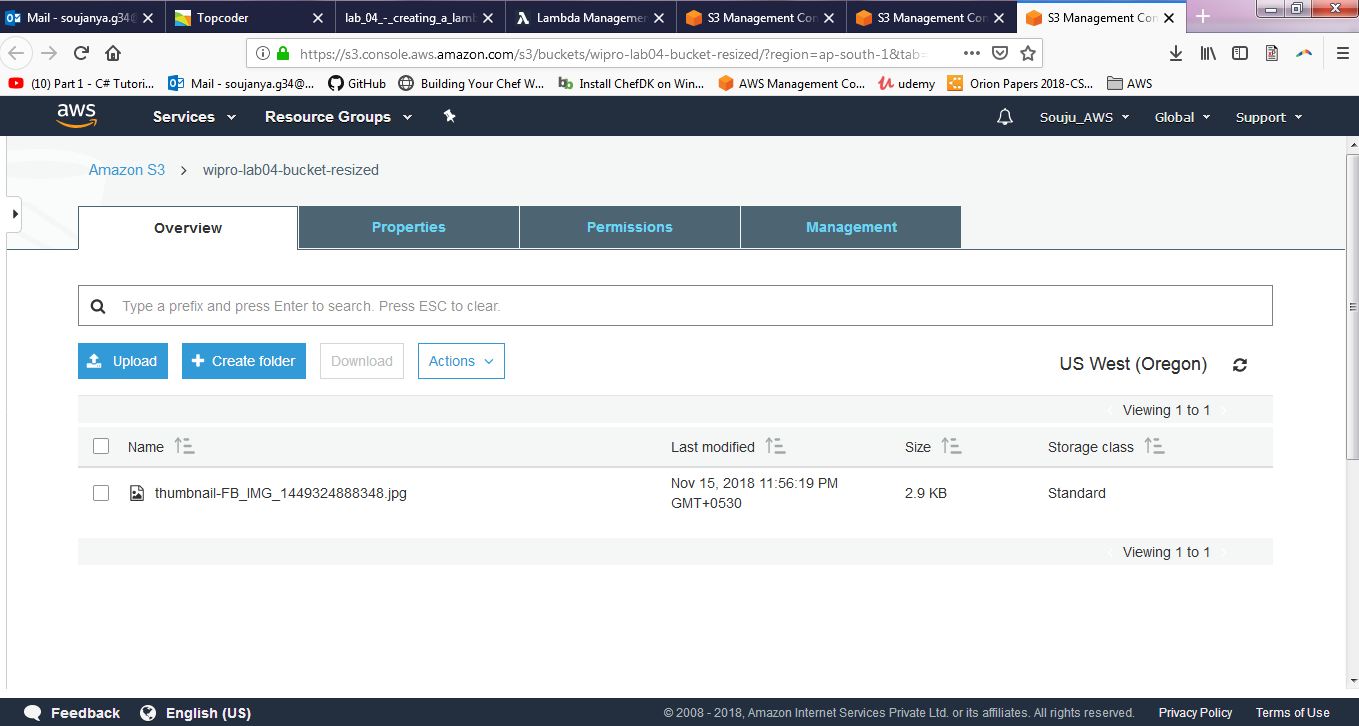 Mail - soujanya.g34@
Topcoder
lab_04_-_creating_a_lamb
Lambda Managemen
S3 Management Con
S3 Management Con
S3 Management Con
https://s3.console.aws.amazon.com/s3/buckets/wipro-lab04-bucket-resized/?region=ap-south-1&tab=
(10) Part 1 - C# Tutori...
Mail - soujanya.g34@...
GitHub
Building Your Chef W...
Install ChefDK on Win...
AWS Management Co...
udemy
Orion Papers 2018-CS...
AWS
aws
Services
Resource Groups
Souju_AWS
Global
Support
Amazon S3 > wipro-lab04-bucket-resized
Overview
Properties
Permissions
Management
Type a prefix and press Enter to search. Press ESC to clear.
Upload
+ Create folder
Download
Actions
US West (Oregon)
Viewing 1 to 1
Name
Last modified
Size
Storage class
thumbnail-FB_IMG_1449324888348.jpg
Nov 15, 2018 11:56:19 PM
GMT+0530
2.9 KB
Standard
Viewing 1 to 1
Feedback
English (US)
© 2008 - 2018, Amazon Internet Services Private Ltd. or its affiliates. All rights reserved.
Privacy Policy
Terms of Use